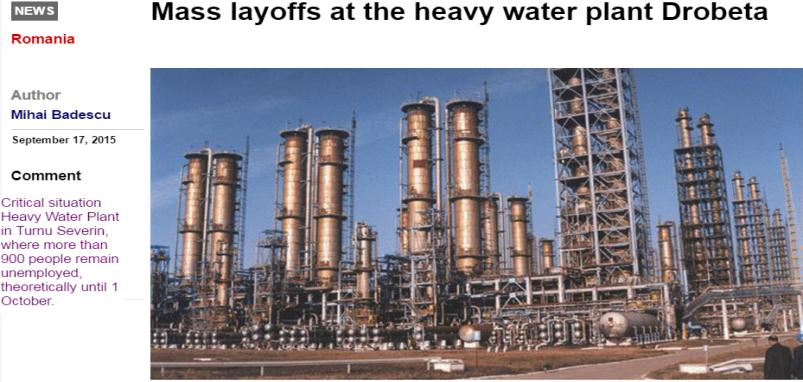 NEWS
Mass layoffs at the heavy water plant Drobeta
Romania
Author
Mihai Badescu
September 17, 2015
Comment
Critical situation
Heavy Water Plant
in Turnu Severin,
where more than
900 people remain
unemployed,
theoretically until 1
October.